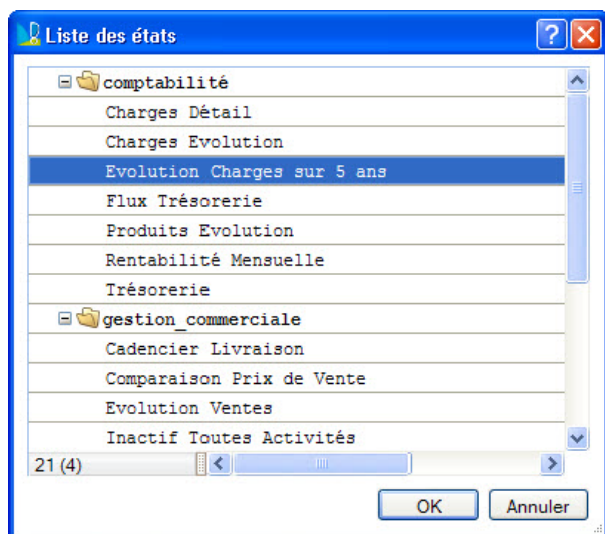 Liste des états
comptabilité
Charges Détail
Charges Evolution
Evolution Charges sur 5 ans
Flux Trésorerie
Produits Evolution
Rentabilité Mensuelle
Trésorerie
gestion_commerciale
Cadencier Livraison
Comparaison Prix de Vente
Evolution Ventes
Inactif Toutes Activités
21 (4)
OK Annuler